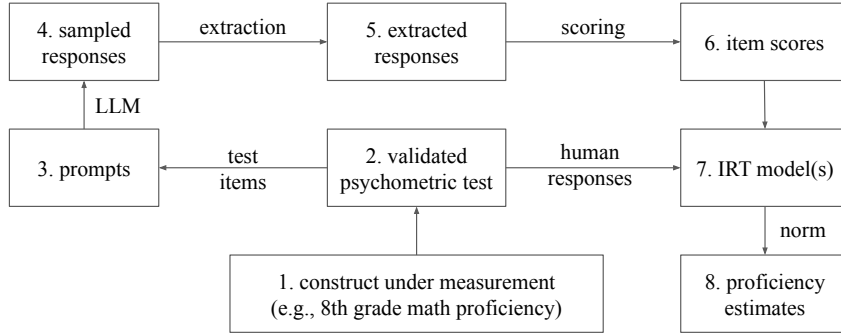 4. sampled
responses
extraction
5. extracted
responses
scoring
6. item scores
LLM
3. prompts
test
items
2. validated
psychometric test
human
responses
7. IRT model(s)
norm
1. construct under measurement
(e.g., 8th grade math proficiency)
8. proficiency
estimates